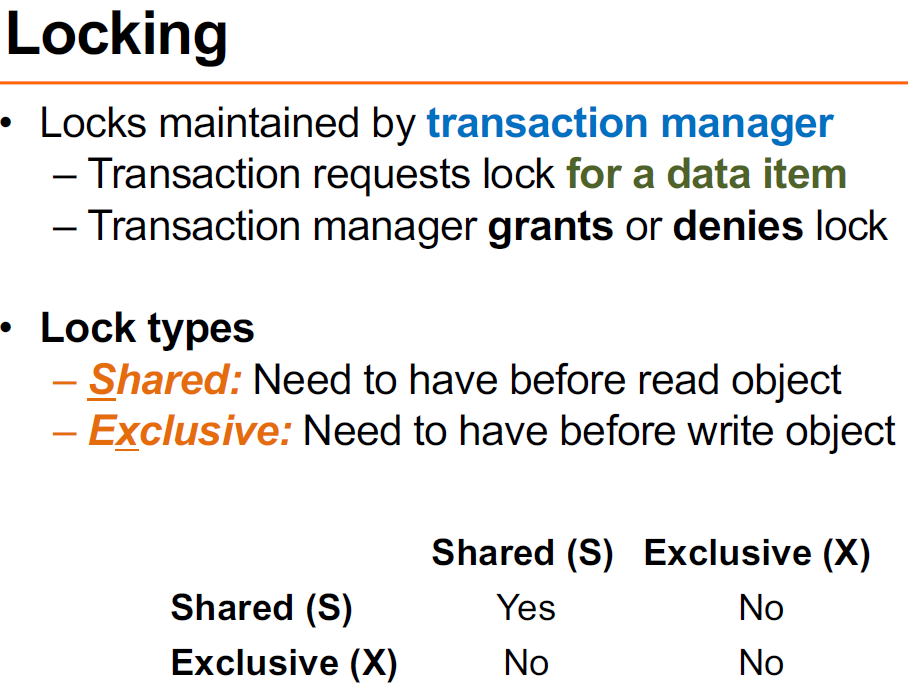 Locking
• Locks maintained by transaction manager
– Transaction requests lock for a data item
– Transaction manager grants or denies lock
• Lock types
– Shared: Need to have before read object
– Exclusive: Need to have before write object
Shared (S) Exclusive (X)
Shared (S) Yes No
Exclusive (X) No No